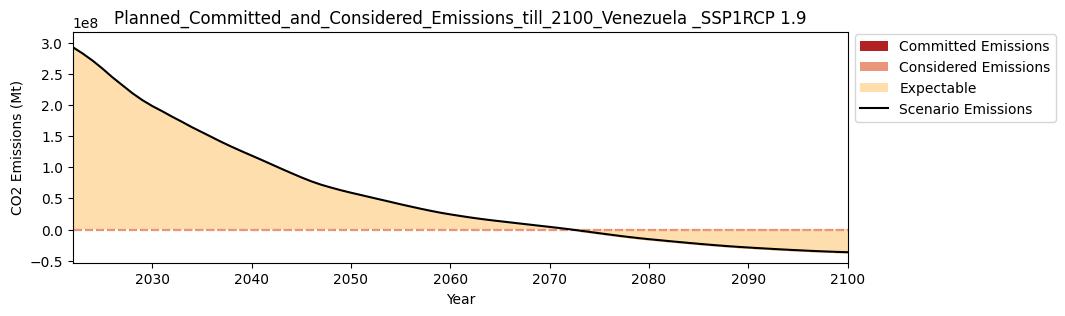 Planned_Committed_and_Considered_Emissions_till_2100_Venezuela _SSP1RCP 1.9
1e8
3.0
2.5
2.0
1.5
1.0
0.5
0.0
−0.5
CO2 Emissions (Mt)
2030 2040 2050 2060 2070 2080 2090 2100
Year
Committed Emissions
Considered Emissions
Expectable
Scenario Emissions